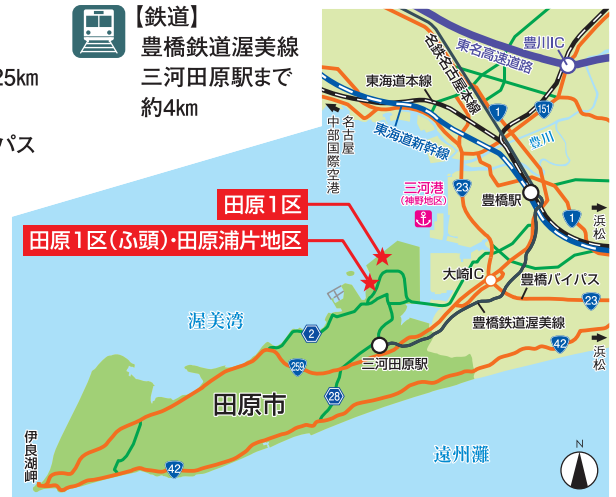 【鉄道】
豊橋鉄道渥美線
三河田原駅まで
約4km
25km
パス
豊川IC
東名高速道路
名鉄名古屋本線
東海道本線
1
151
東海道新幹線
豊川
名古屋
中部国際空港
三河港
(神野地区)
23
豊橋駅
1
浜松
田原1区
田原1区(ふ頭)・田原浦片地区
大崎IC
豊橋バイパス
23
渥美湾
2
豊橋鉄道渥美線
42
浜松
259
三河田原駅
28
田原市
伊良湖岬
42
遠州灘
N